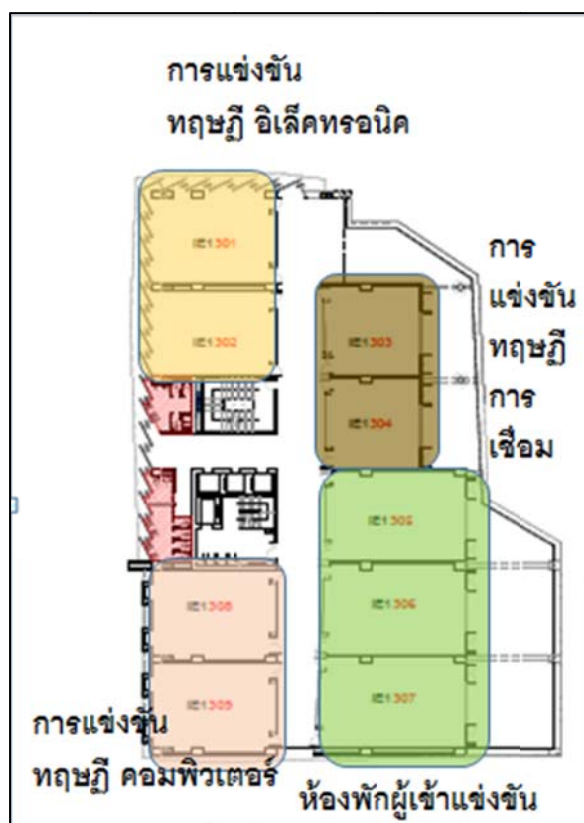 การแข่งขัน
ทฤษฎี อิเล็คทรอนิค
IE1301
IE1302
การ
แข่งขัน
ทฤษฎี
การ
เชื่อม
IE1303
IE1304
IE1305
IE1306
IE1307
IE1308
IE1309
การแข่งขัน
ทฤษฎี คอมพิวเตอร์
ห้องพักผู้เข้าแข่งขัน